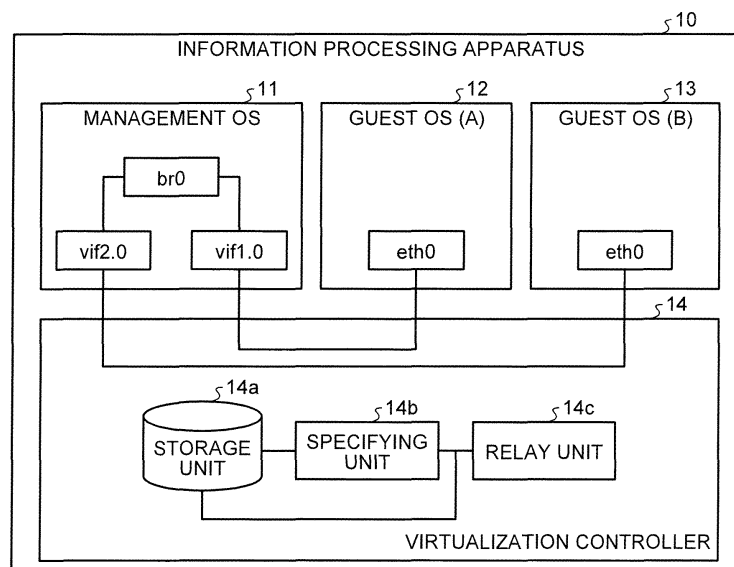 10
INFORMATION PROCESSING APPARATUS
11
12
13
MANAGEMENT OS
GUEST OS (A)
GUEST OS (B)
br0
vif2.0
vif1.0
eth0
eth0
14
14a
14b
14c
STORAGE
UNIT
SPECIFYING
UNIT
RELAY UNIT
VIRTUALIZATION CONTROLLER